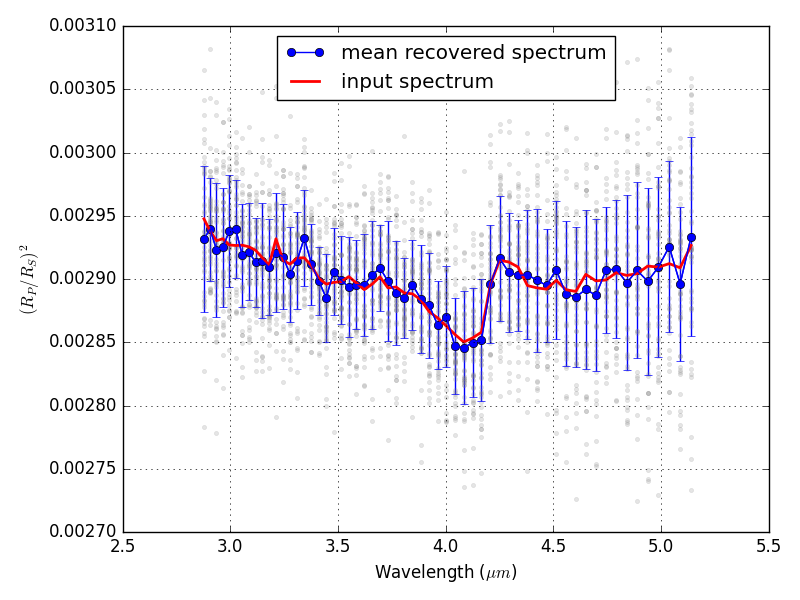 0.00310
0.00305
0.00300
0.00295
0.00290
0.00285
0.00280
0.00275
0.00270
(R_P/R_S)^2
mean recovered spectrum
input spectrum
2.5 3.0 3.5 4.0 4.5 5.0 5.5
Wavelength (μm)